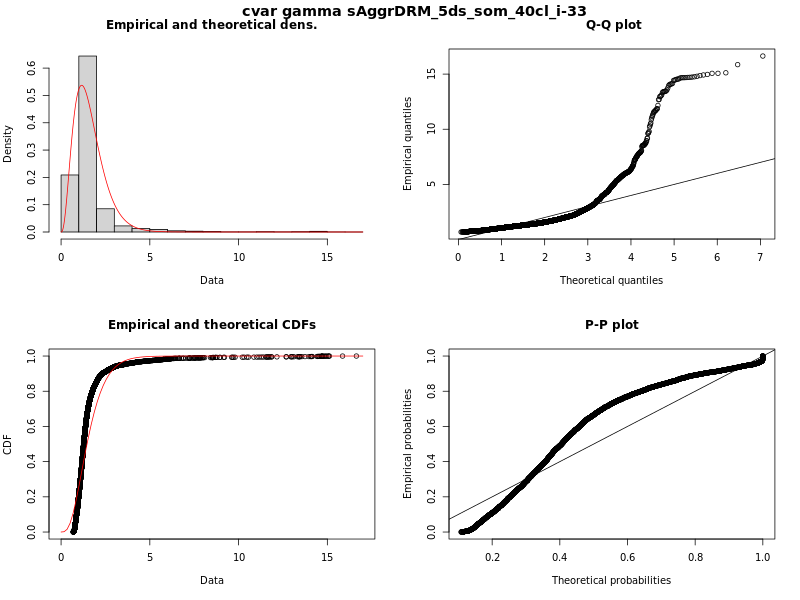 cvar gamma sAggrDRM_5ds_som_40cl_i-33
Empirical and theoretical dens.
Density
0.0 0.1 0.2 0.3 0.4 0.5 0.6
0 5 10 15
Data
Q-Q plot
Empirical quantiles
5 10 15
0 1 2 3 4 5 6 7
Theoretical quantiles
Empirical and theoretical CDFs
CDF
0.0 0.2 0.4 0.6 0.8 1.0
0 5 10 15
Data
P-P plot
Empirical probabilities
0.0 0.2 0.4 0.6 0.8 1.0
0.2 0.4 0.6 0.8 1.0
Theoretical probabilities